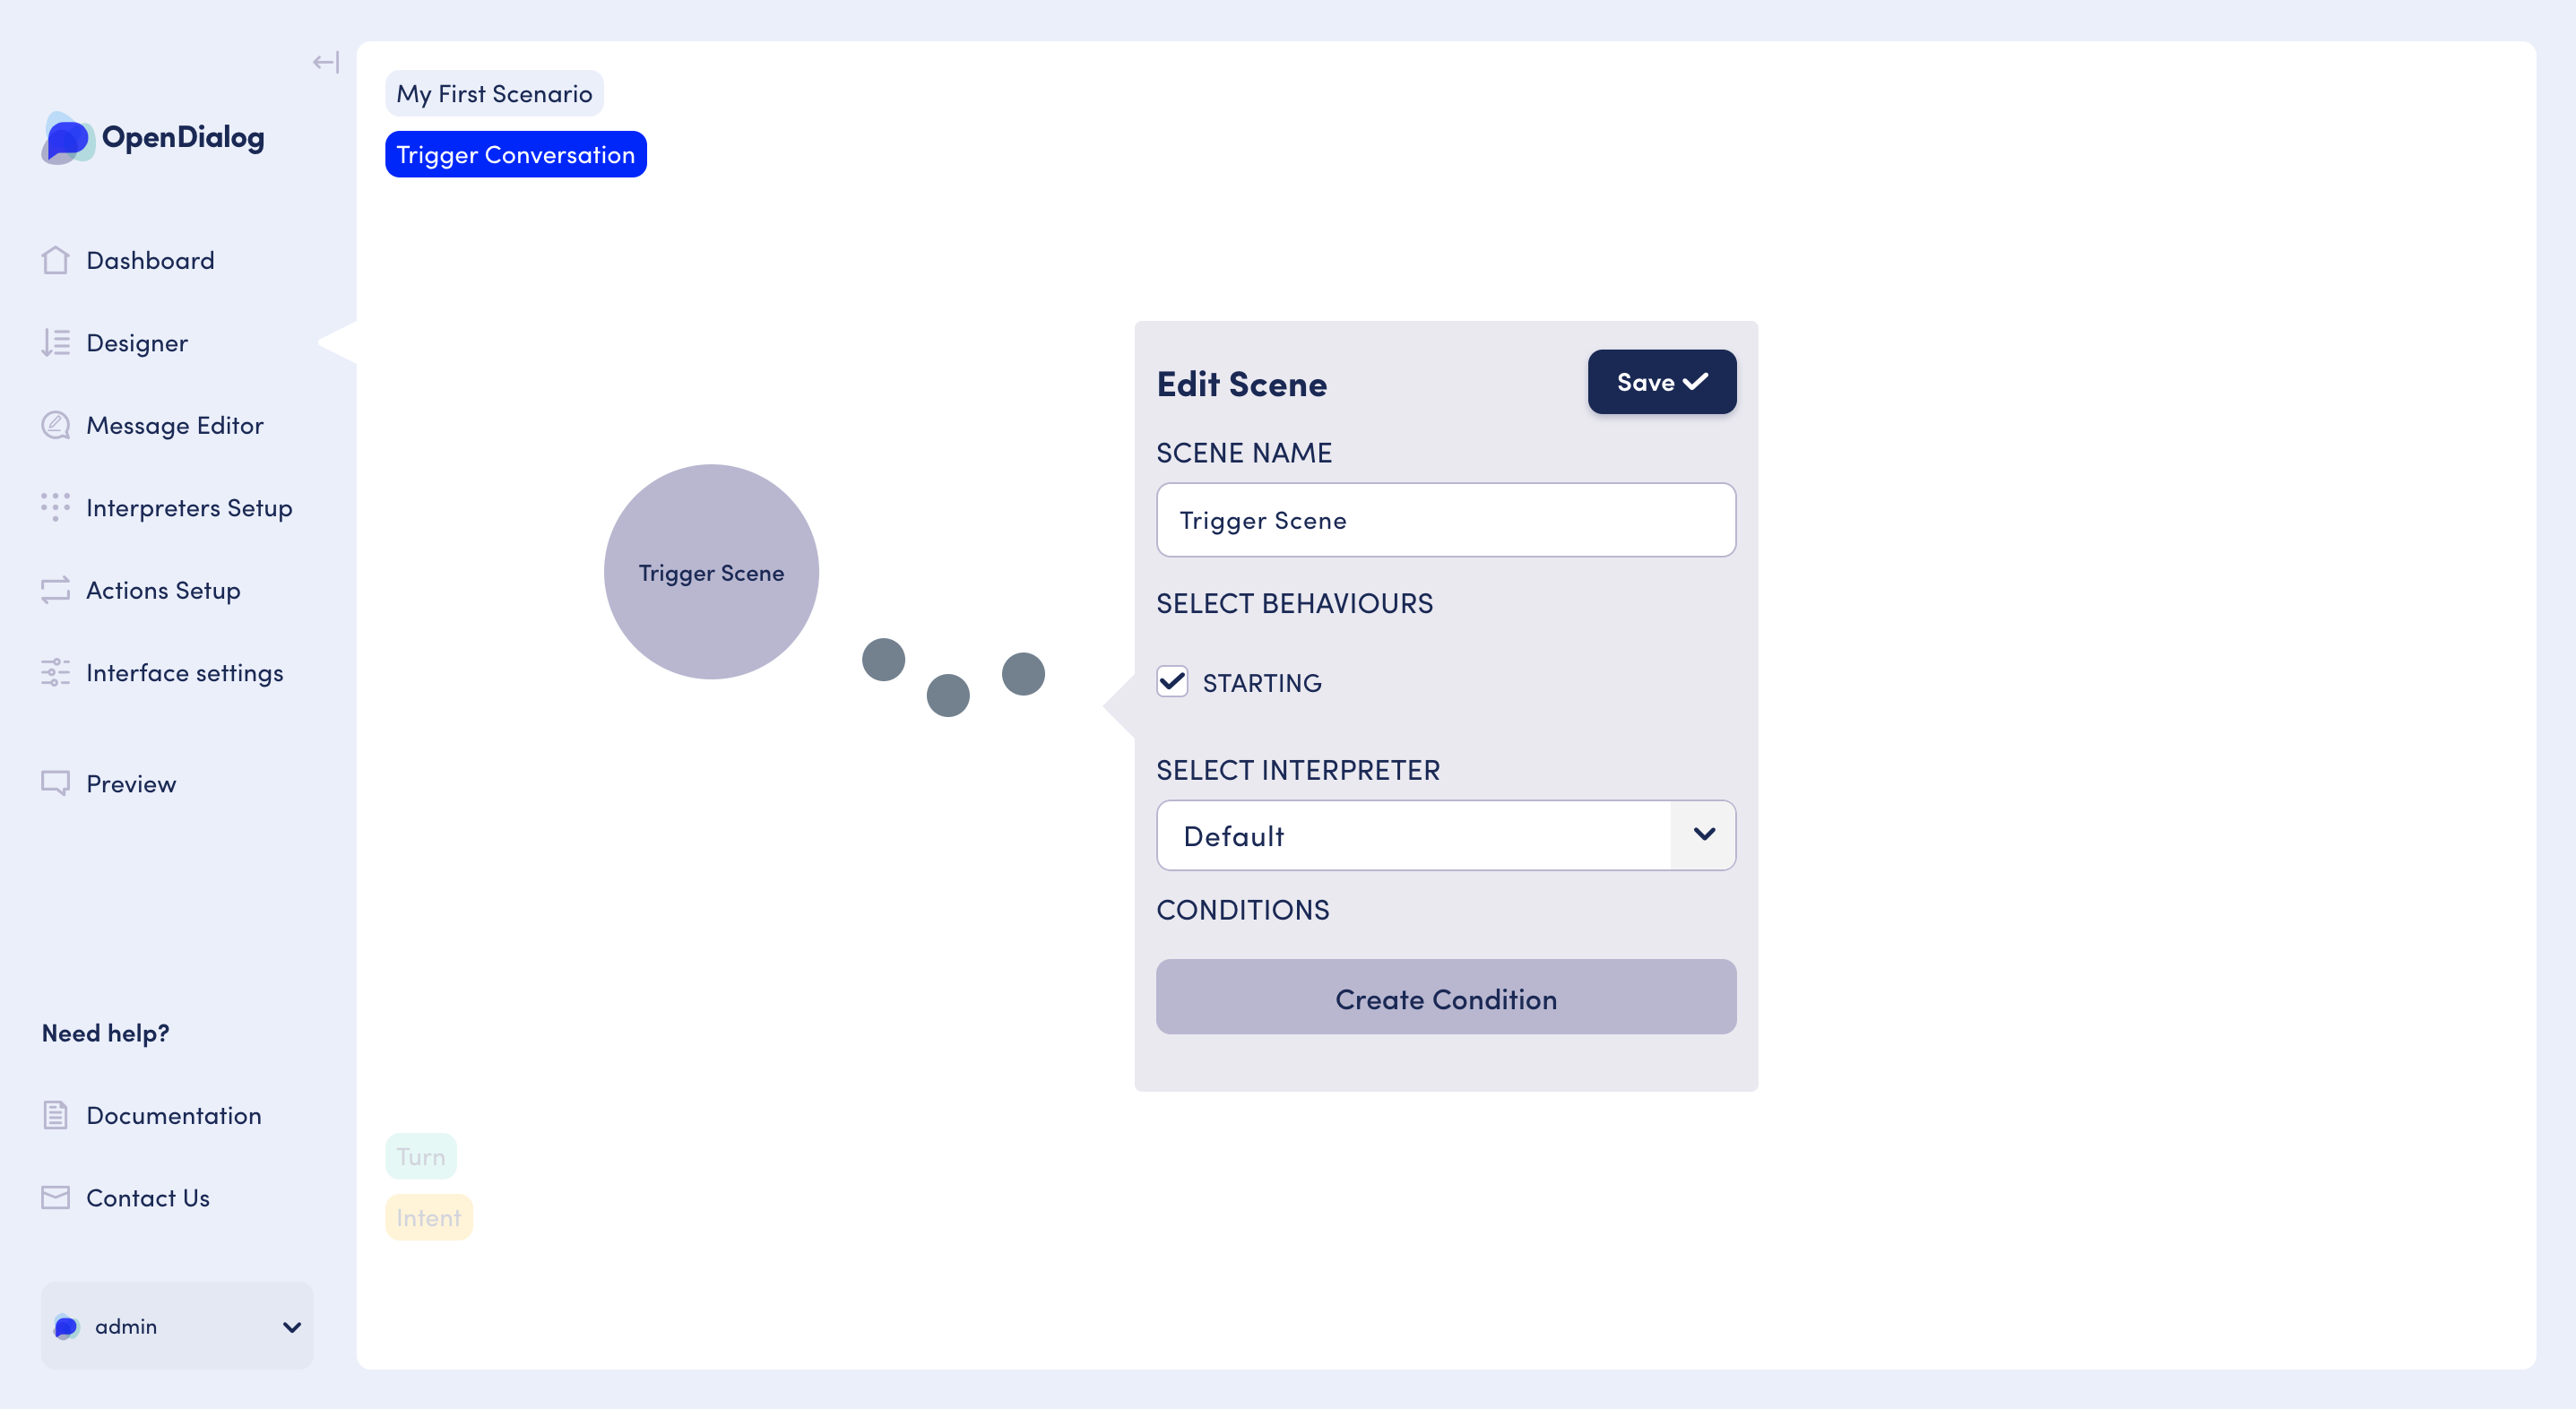 OpenDialog
Dashboard
Designer
Message Editor
Interpreters Setup
Actions Setup
Interface settings
Preview
Need help?
Documentation
Contact Us
admin
My First Scenario
Trigger Conversation
Trigger Scene
Edit Scene
Save
SCENE NAME
Trigger Scene
SELECT BEHAVIOURS
STARTING
SELECT INTERPRETER
Default
CONDITIONS
Create Condition
Turn
Intent